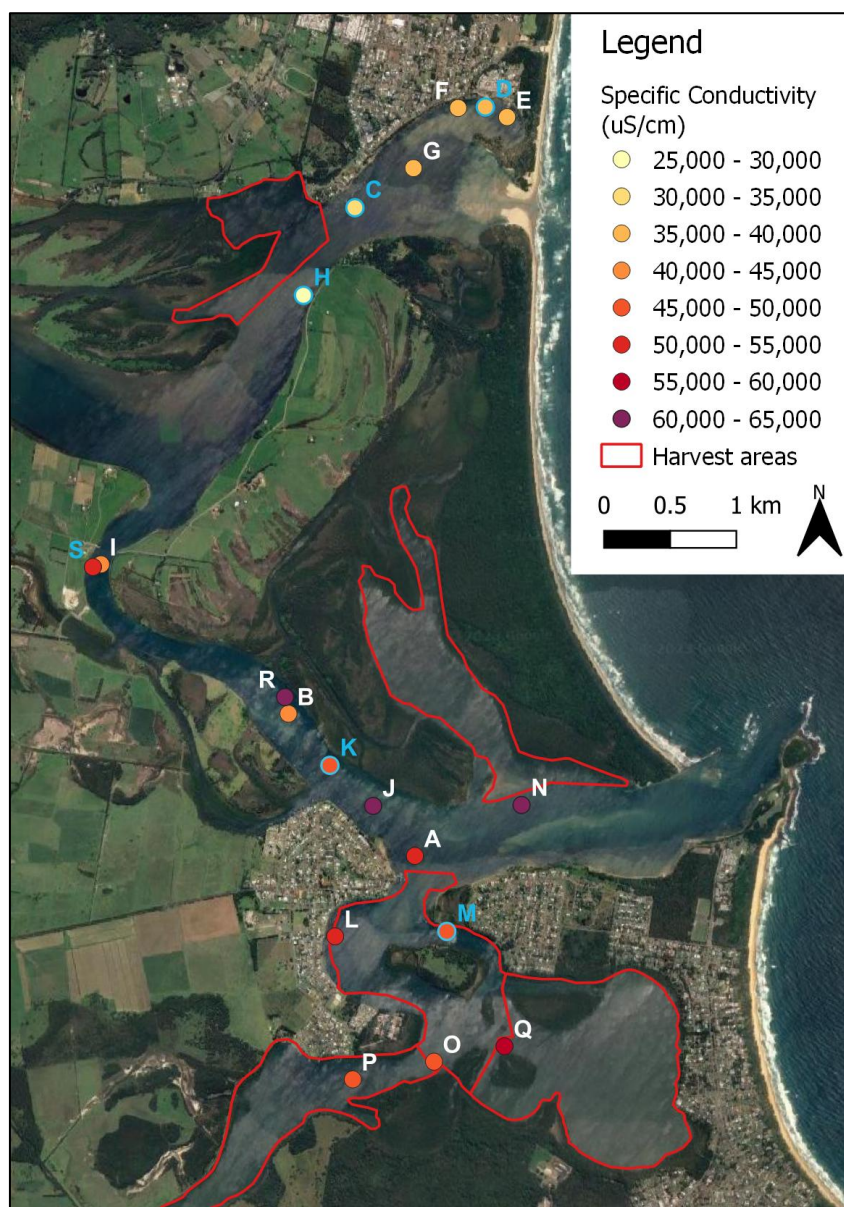 Legend
Specific Conductivity
(uS/cm)
25,000 - 30,000
30,000 - 35,000
35,000 - 40,000
40,000 - 45,000
45,000 - 50,000
50,000 - 55,000
55,000 - 60,000
60,000 - 65,000
Harvest areas
0 0.5 1 km
N
F D E
G
C
H
S I
R B
K
J N
A
L M
Q
O
P